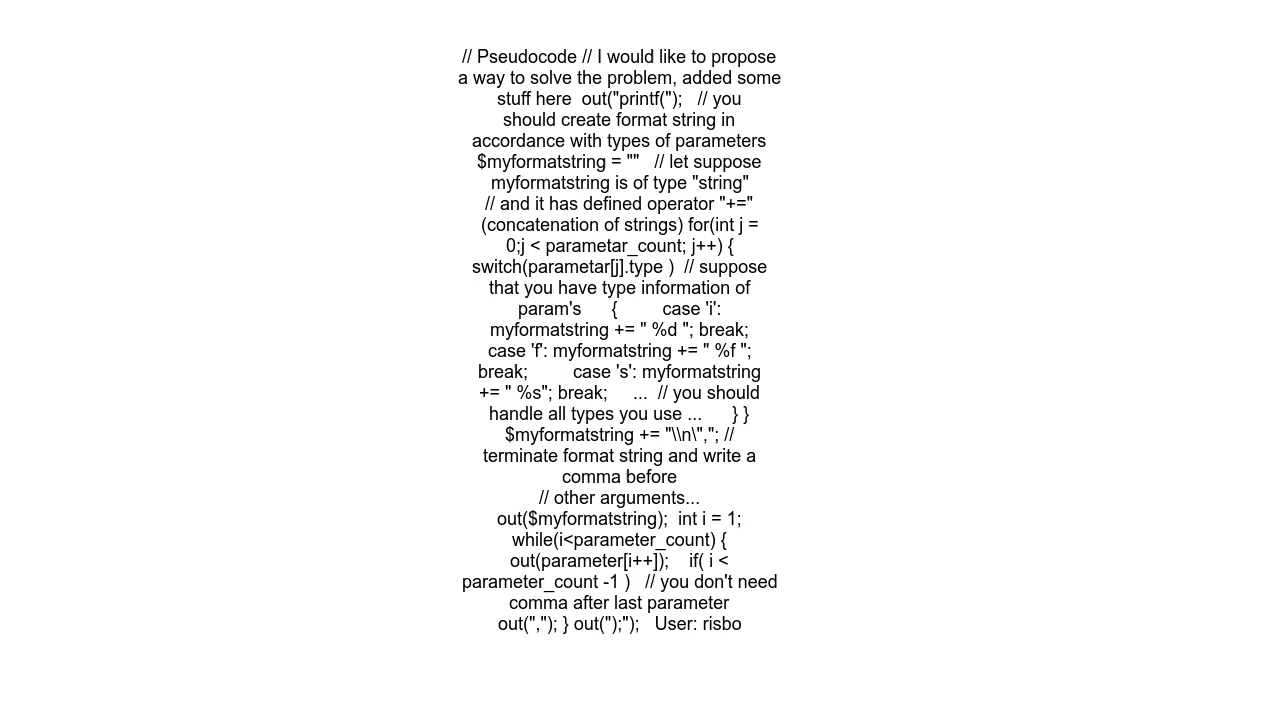 // Pseudocode // I would like to propose
a way to solve the problem, added some
stuff here  out("printf(");   // you
should create format string in
accordance with types of parameters
$myformatstring = ""   // let suppose
myformatstring is of type "string"
// and it has defined operator "+="
(concatenation of strings) for(int j =
0;j < parametar_count; j++) {
switch(parametar[j].type )  // suppose
that you have type information of
param's      {         case 'i':
myformatstring += " %d "; break;
case 'f': myformatstring += " %f ";
break;         case 's': myformatstring
+= " %s"; break;     ...  // you should
handle all types you use ...      } }
$myformatstring += "\\n\","; //
terminate format string and write a
comma before
// other arguments...
out($myformatstring);  int i = 1;
while(i<parameter_count) {
out(parameter[i++]);    if( i <
parameter_count -1 )   // you don't need
comma after last parameter
out(","); } out(");");   User: risbo